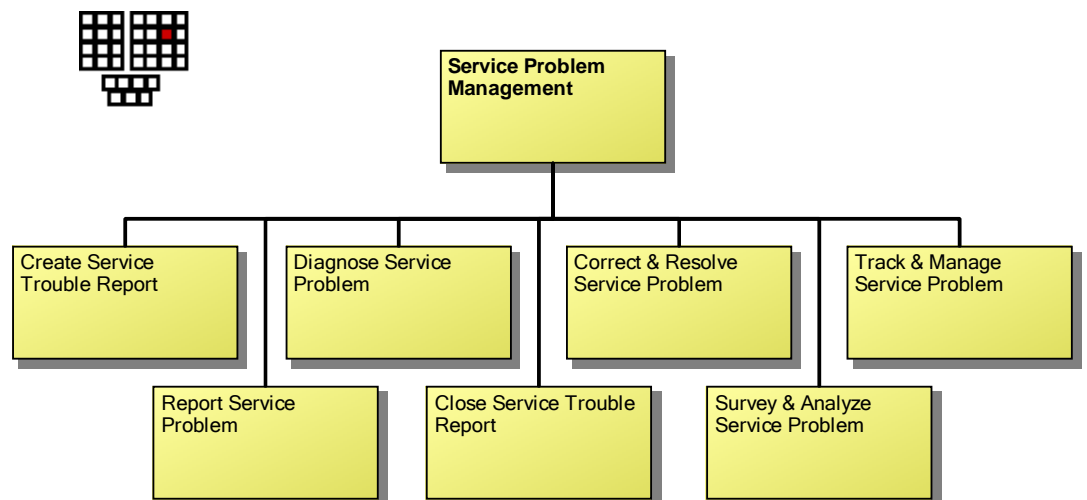 Service Problem
Management
Create Service
Trouble Report
Diagnose Service
Problem
Correct & Resolve
Service Problem
Track & Manage
Service Problem
Report Service
Problem
Close Service Trouble
Report
Survey & Analyze
Service Problem